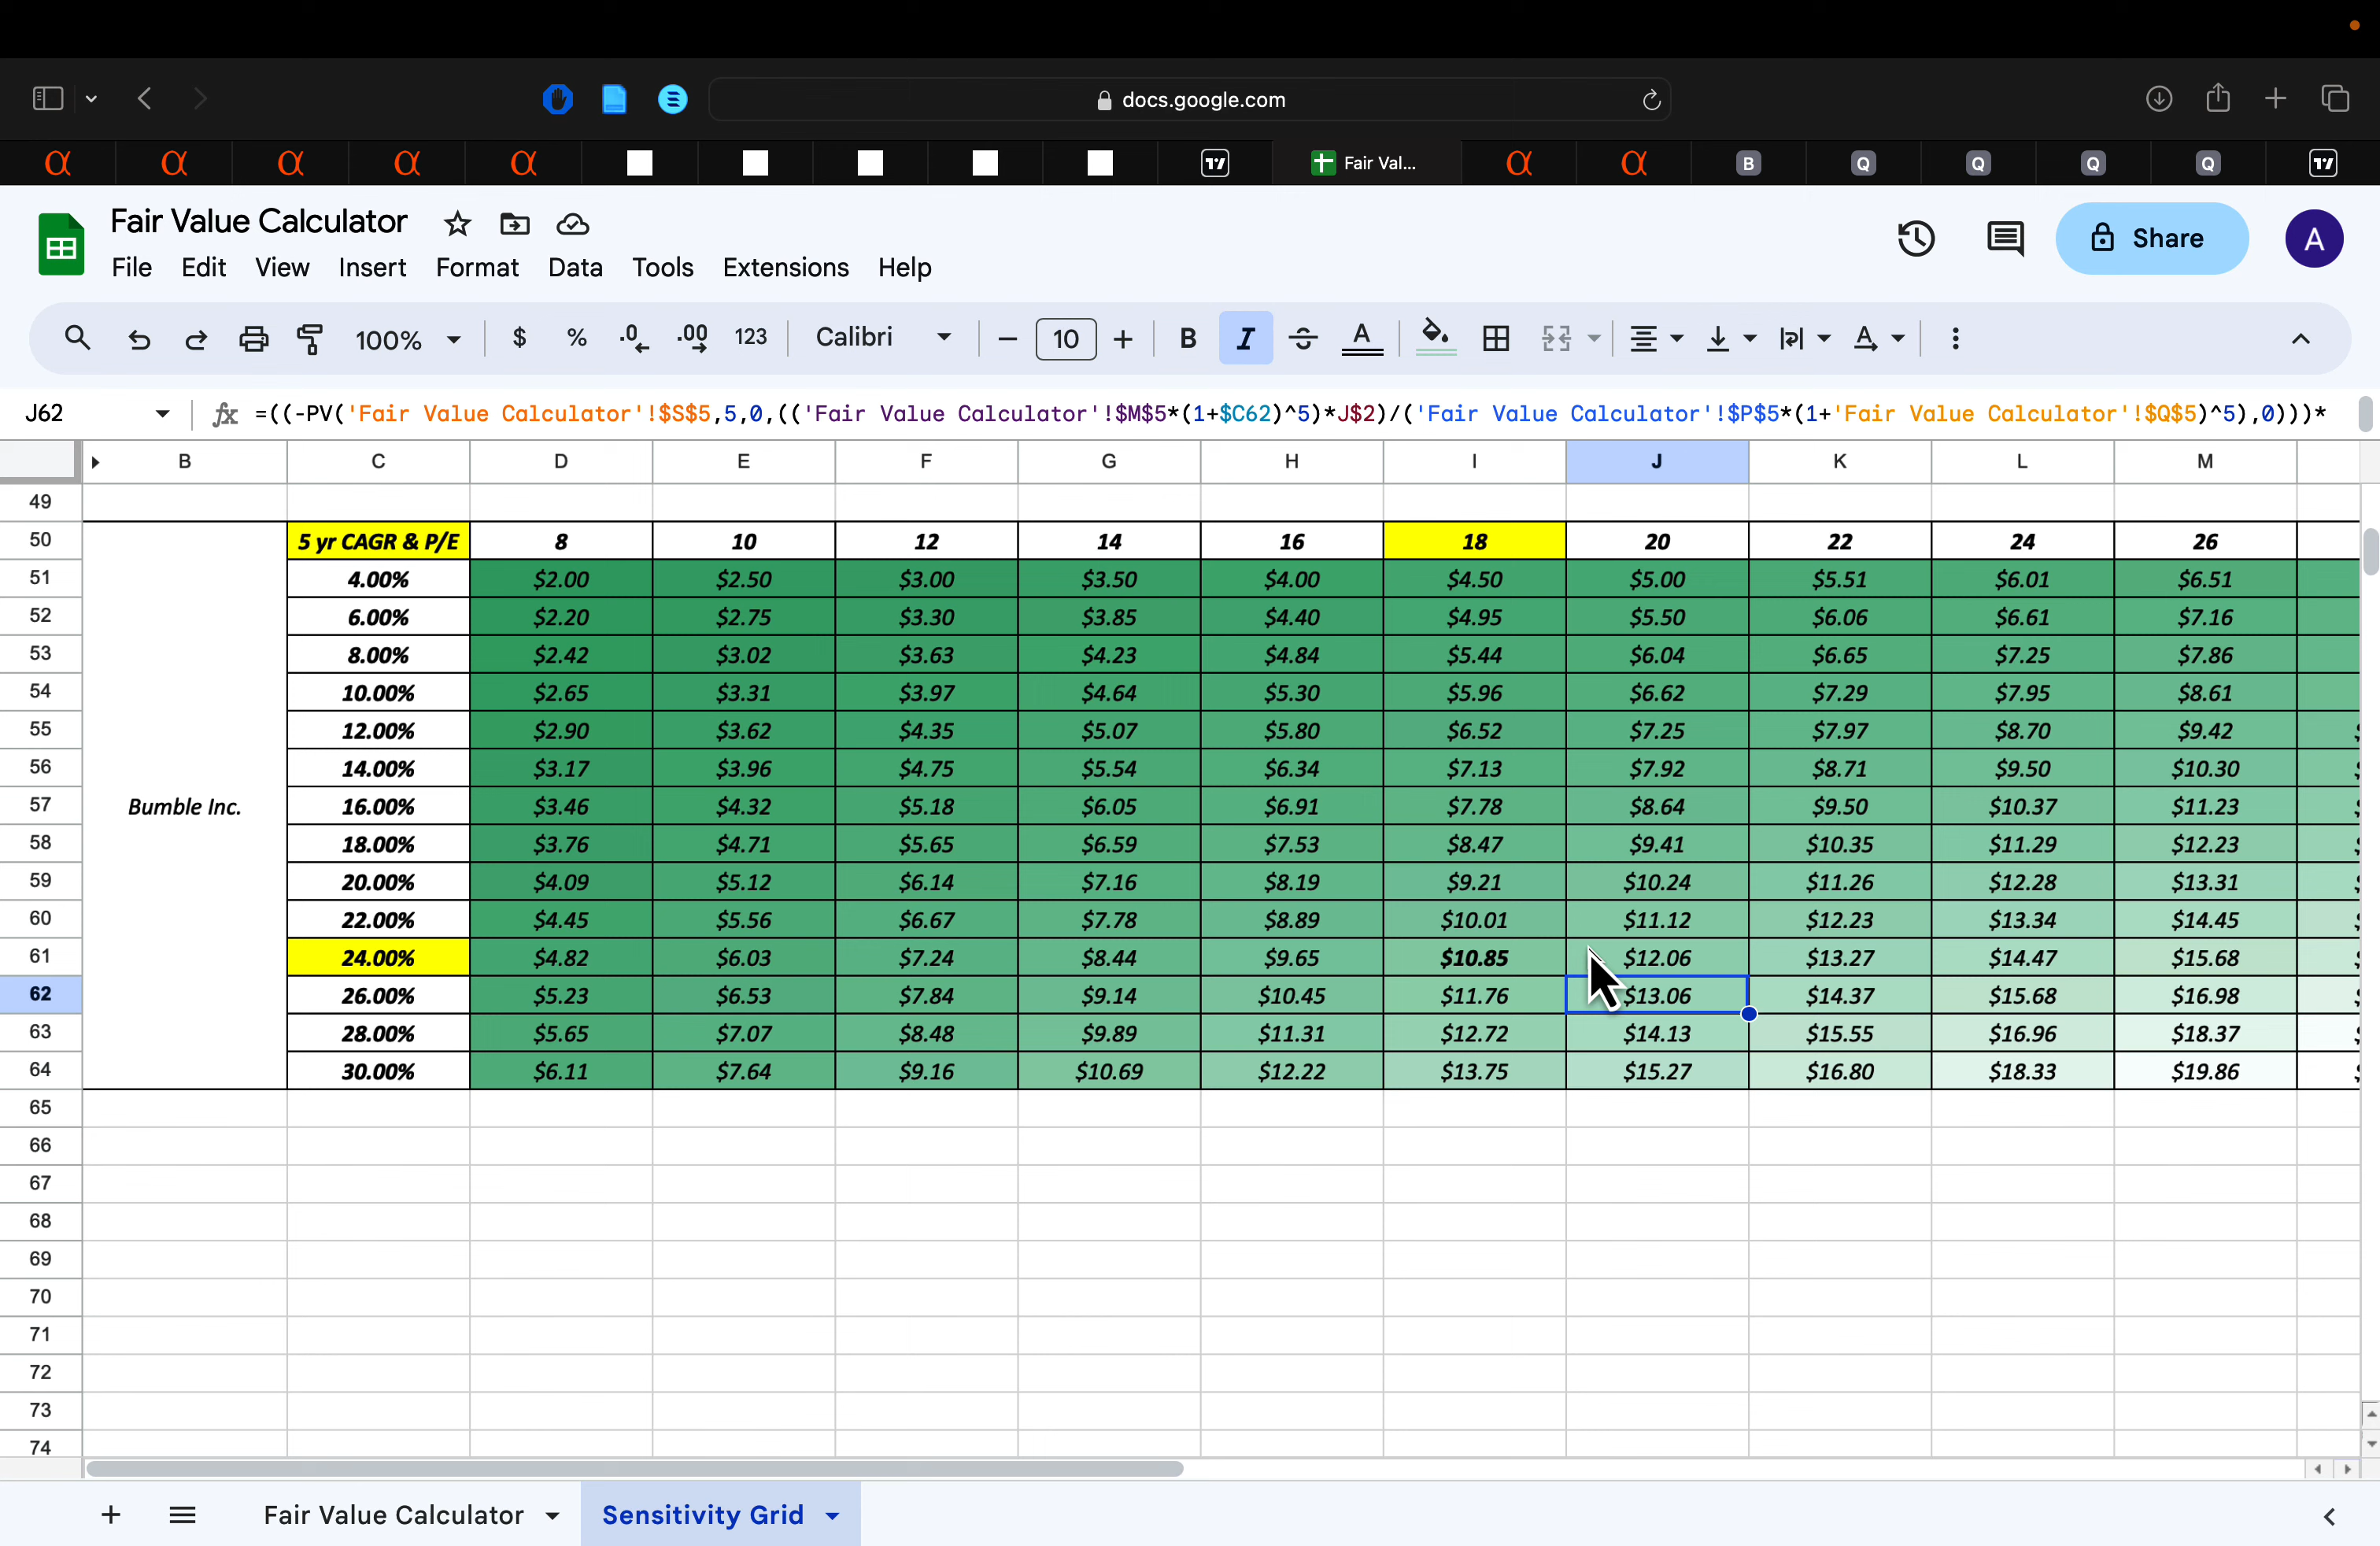 docs.google.com
α α α α α Fair Val... α α B Q Q Q Q
Fair Value Calculator
File Edit View Insert Format Data Tools Extensions Help
Share
A
100% $ % .0 .00 123 Calibri − 10 + B I A
J62 fx =((-PV('Fair Value Calculator'!$S$5,5,0,(('Fair Value Calculator'!$M$5*(1+$C62)^5)*J$2)/('Fair Value Calculator'!$P$5*(1+'Fair Value Calculator'!$Q$5)^5),0)))*
B C D E F G H I J K L M
49
50 5 yr CAGR & P/E 8 10 12 14 16 18 20 22 24 26
51 4.00% $2.00 $2.50 $3.00 $3.50 $4.00 $4.50 $5.00 $5.51 $6.01 $6.51
52 6.00% $2.20 $2.75 $3.30 $3.85 $4.40 $4.95 $5.50 $6.06 $6.61 $7.16
53 8.00% $2.42 $3.02 $3.63 $4.23 $4.84 $5.44 $6.04 $6.65 $7.25 $7.86
54 10.00% $2.65 $3.31 $3.97 $4.64 $5.30 $5.96 $6.62 $7.29 $7.95 $8.61
55 12.00% $2.90 $3.62 $4.35 $5.07 $5.80 $6.52 $7.25 $7.97 $8.70 $9.42
56 14.00% $3.17 $3.96 $4.75 $5.54 $6.34 $7.13 $7.92 $8.71 $9.50 $10.30
57 Bumble Inc. 16.00% $3.46 $4.32 $5.18 $6.05 $6.91 $7.78 $8.64 $9.50 $10.37 $11.23
58 18.00% $3.76 $4.71 $5.65 $6.59 $7.53 $8.47 $9.41 $10.35 $11.29 $12.23
59 20.00% $4.09 $5.12 $6.14 $7.16 $8.19 $9.21 $10.24 $11.26 $12.28 $13.31
60 22.00% $4.45 $5.56 $6.67 $7.78 $8.89 $10.01 $11.12 $12.23 $13.34 $14.45
61 24.00% $4.82 $6.03 $7.24 $8.44 $9.65 $10.85 $12.06 $13.27 $14.47 $15.68
62 26.00% $5.23 $6.53 $7.84 $9.14 $10.45 $11.76 $13.06 $14.37 $15.68 $16.98
63 28.00% $5.65 $7.07 $8.48 $9.89 $11.31 $12.72 $14.13 $15.55 $16.96 $18.37
64 30.00% $6.11 $7.64 $9.16 $10.69 $12.22 $13.75 $15.27 $16.80 $18.33 $19.86
65
66
67
68
69
70
71
72
73
74
Fair Value Calculator Sensitivity Grid